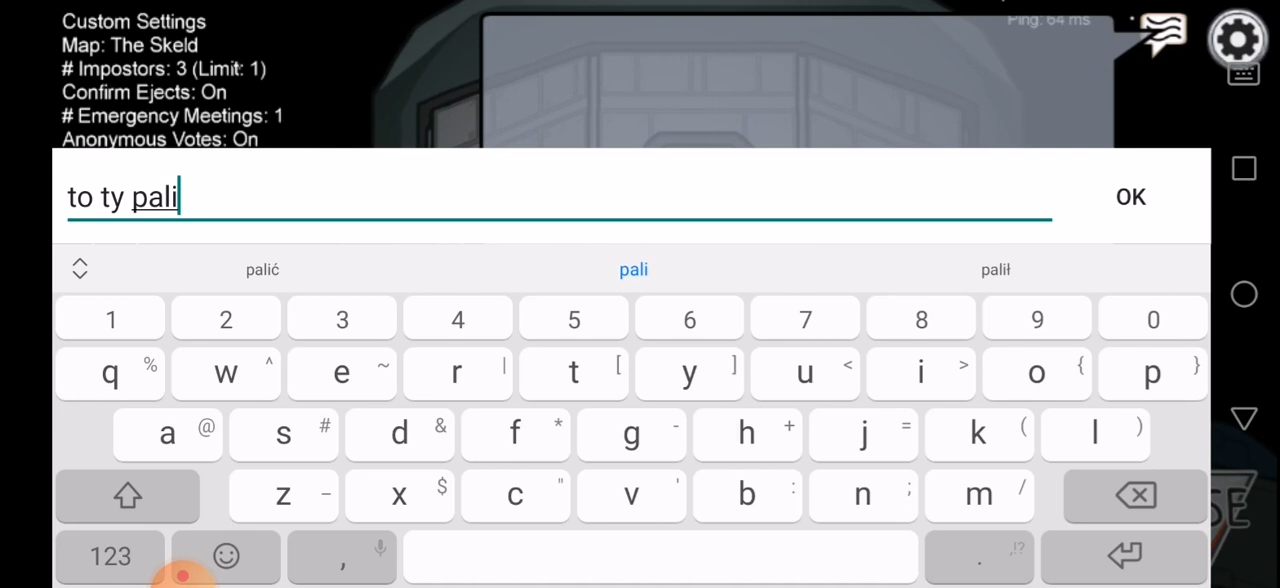 Custom Settings
Map: The Skeld
# Impostors: 3 (Limit: 1)
Confirm Ejects: On
# Emergency Meetings: 1
Anonymous Votes: On
Ping: 64 ms
to ty pali
OK
palić pali palił
1 2 3 4 5 6 7 8 9 0
q % w ^ e ~ r | t [ y ] u < i > o { p }
a @ s # d & f * g - h + j = k ( l )
z – x $ c " v ' b : n ; m /
123 , . ,!?